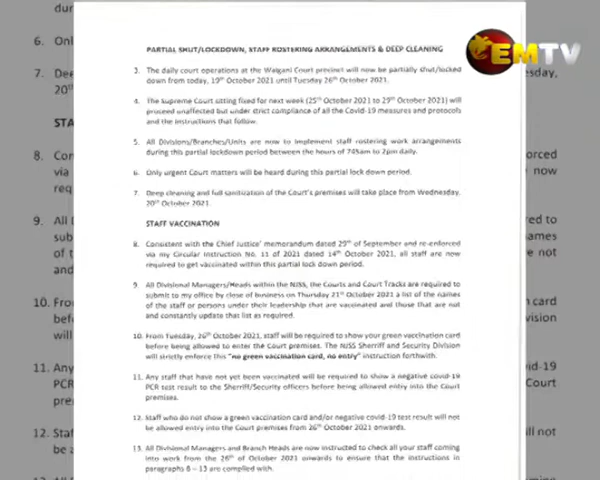 EMTV
PARTIAL SHUT/LOCKDOWN, STAFF ROSTERING ARRANGEMENTS & DEEP CLEANING
3. The daily court operations at the Waigani Court precinct will now be partially shut/locked
down from today, 19th October 2021 until Tuesday 26th October 2021.
4. The Supreme Court sitting fixed for next week (25th October 2021 to 29th October 2021) will
proceed unaffected but under strict compliance of all the Covid-19 measures and protocols
and the instructions that follow.
5. All Divisions/Branches/Units are now to implement staff rostering work arrangements
during this partial lockdown period between the hours of 745am to 2pm daily.
6. Only urgent Court matters will be heard during this partial lock down period.
7. Deep cleaning and full sanitization of the Court's premises will take place from Wednesday,
20th October 2021.
STAFF VACCINATION
8. Consistent with the Chief Justice' memorandum dated 29th of September and re-enforced
via my Circular Instruction No. 11 of 2021 dated 14th October 2021, all staff are now
required to get vaccinated within this partial lock down period.
9. All Divisional Managers/Heads within the NJSS, the Courts and Court Tracks are required to
submit to my office by close of business on Thursday 21st October 2021 a list of the names
of the staff or persons under their leadership that are vaccinated and those that are not
and constantly update that list as required.
10. From Tuesday, 26th October 2021, staff will be required to show your green vaccination card
before being allowed to enter the Court premises. The NJSS Sheriff and Security Division
will strictly enforce this "no green vaccination card, no entry" instruction forthwith.
11. Any staff that have not yet been vaccinated will be required to show a negative covid-19
PCR test result to the Sherriff/Security officers before being allowed entry into the Court
premises.
12. Staff who do not show a green vaccination card and/or negative covid-19 test result will not
be allowed entry into the Court premises from 26th October 2021 onwards.
13. All Divisional Managers and Branch Heads are now instructed to check all your staff coming
into work from the 26th of October 2021 onwards to ensure that the instructions in
paragraphs 8 – 13 are complied with.